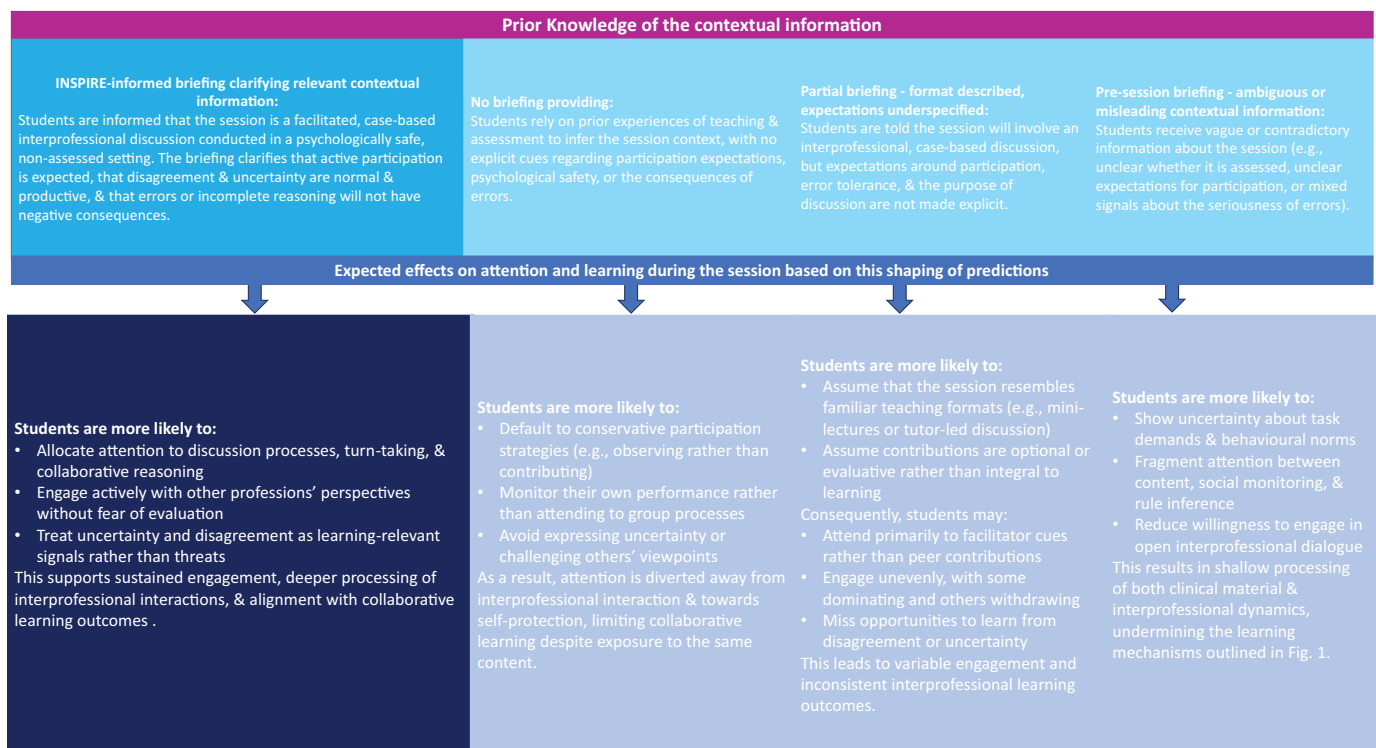 Prior Knowledge of the contextual information
INSPIRE-informed briefing clarifying relevant contextual
information:
Students are informed that the session is a facilitated, case-based
interprofessional discussion conducted in a psychologically safe,
non-assessed setting. The briefing clarifies that active participation
is expected, that disagreement & uncertainty are normal &
productive, & that errors or incomplete reasoning will not have
negative consequences.
No briefing providing:
Students rely on prior experiences of teaching &
assessment to infer the session context, with no
explicit cues regarding participation expectations,
psychological safety, or the consequences of
errors.
Partial briefing - format described,
expectations underspecified:
Students are told the session will involve an
interprofessional, case-based discussion,
but expectations around participation,
error tolerance, & the purpose of
discussion are not made explicit.
Pre-session briefing - ambiguous or
misleading contextual information:
Students receive vague or contradictory
information about the session (e.g.,
unclear whether it is assessed, unclear
expectations for participation, or mixed
signals about the seriousness of errors).
Expected effects on attention and learning during the session based on this shaping of predictions
Students are more likely to:
• Allocate attention to discussion processes, turn-taking, &
collaborative reasoning
• Engage actively with other professions' perspectives
without fear of evaluation
• Treat uncertainty and disagreement as learning-relevant
signals rather than threats
This supports sustained engagement, deeper processing of
interprofessional interactions, & alignment with collaborative
learning outcomes .
Students are more likely to:
• Default to conservative participation
strategies (e.g., observing rather than
contributing)
• Monitor their own performance rather
than attending to group processes
• Avoid expressing uncertainty or
challenging others' viewpoints
As a result, attention is diverted away from
interprofessional interaction & towards
self-protection, limiting collaborative
learning despite exposure to the same
content.
Students are more likely to:
• Assume that the session resembles
familiar teaching formats (e.g., mini-
lectures or tutor-led discussion)
• Assume contributions are optional or
evaluative rather than integral to
learning
Consequently, students may:
• Attend primarily to facilitator cues
rather than peer contributions
• Engage unevenly, with some
dominating and others withdrawing
• Miss opportunities to learn from
disagreement or uncertainty
This leads to variable engagement and
inconsistent interprofessional learning
outcomes.
Students are more likely to:
• Show uncertainty about task
demands & behavioural norms
• Fragment attention between
content, social monitoring, &
rule inference
• Reduce willingness to engage in
open interprofessional dialogue
This results in shallow processing
of both clinical material &
interprofessional dynamics,
undermining the learning
mechanisms outlined in Fig. 1.